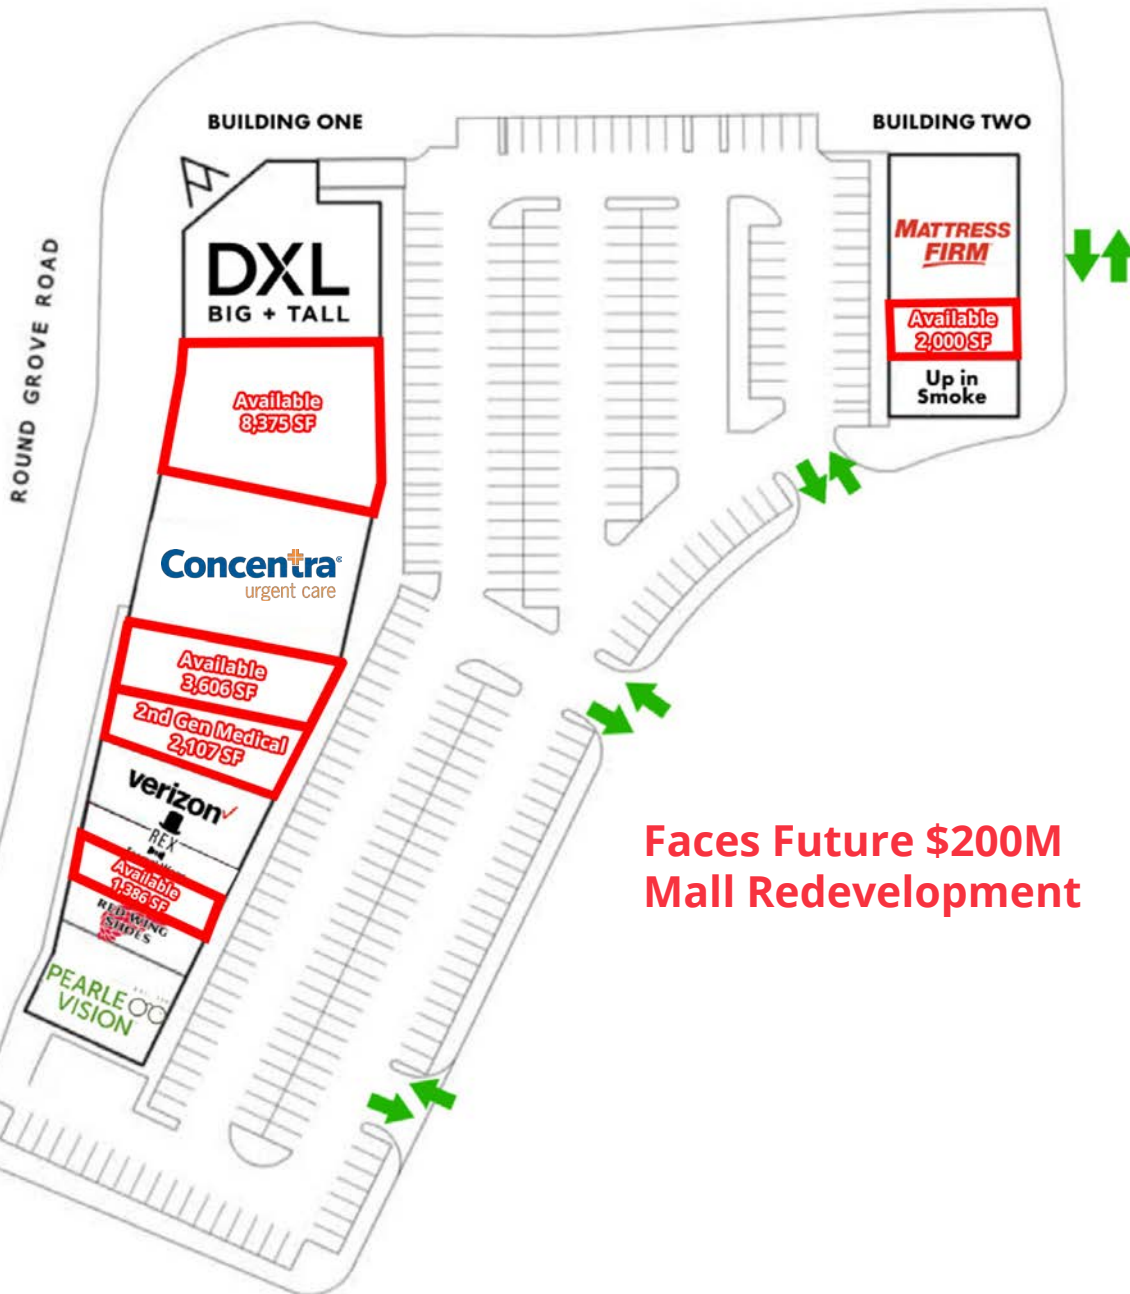 BUILDING ONE
BUILDING TWO
ROUND GROVE ROAD
DXL
BIG + TALL
MATTRESS
FIRM
Available
2,000 SF
Up in
Smoke
Available
8,375 SF
Concentra®
urgent care
Available
3,606 SF
2nd Gen Medical
2,107 SF
verizon
REX
Available
1,386 SF
RED WING
SHOES
PEARLE
VISION
Faces Future $200M
Mall Redevelopment